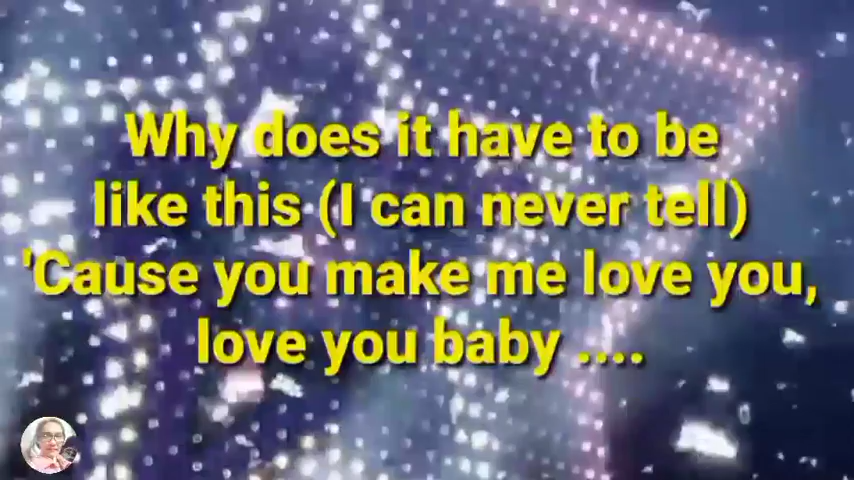 Why does it have to be
like this (I can never tell)
'Cause you make me love you,
love you baby ....